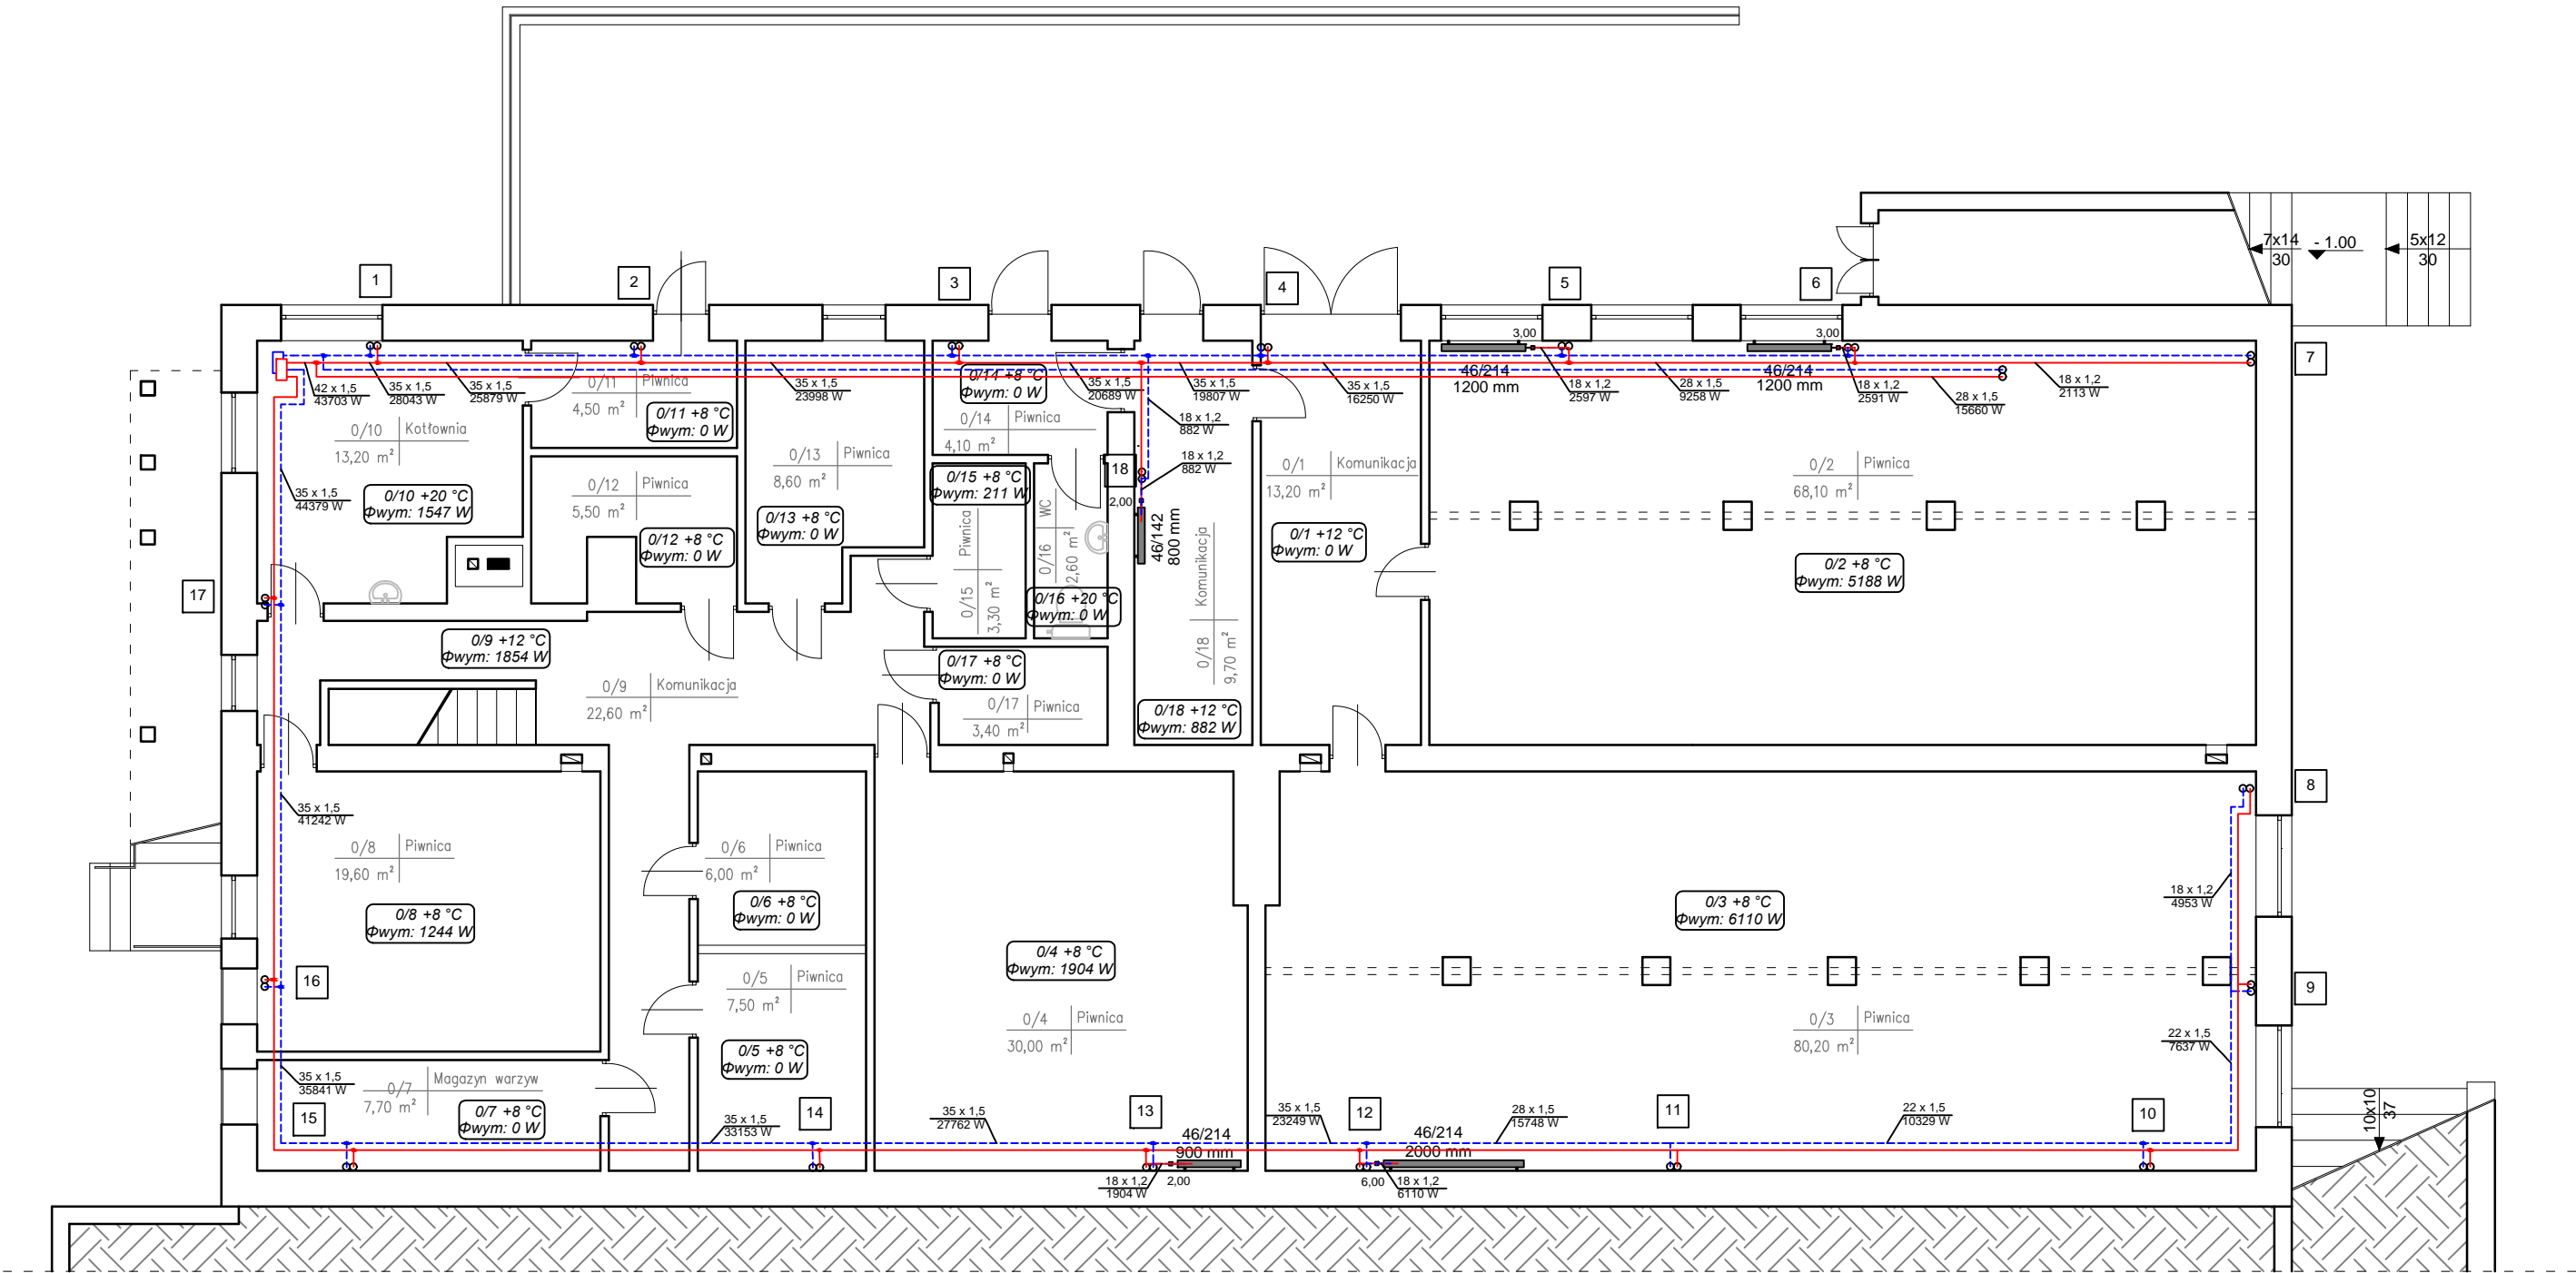 7x14
30
- 1.00
5x12
30
1
2
3
4
5
6
7
3,00
3,00
42 x 1,5
43703 W
35 x 1,5
28043 W
35 x 1,5
25879 W
0/11 Piwnica
4,50 m²
0/11 +8 °C
Φwym: 0 W
35 x 1,5
23998 W
0/14 +8 °C
Φwym: 0 W
35 x 1,5
20689 W
35 x 1,5
19807 W
35 x 1,5
16250 W
46/214
1200 mm
18 x 1,2
2597 W
28 x 1,5
9258 W
46/214
1200 mm
18 x 1,2
2591 W
28 x 1,5
15660 W
18 x 1,2
2113 W
0/10 Kotłownia
13,20 m²
0/14 Piwnica
4,10 m²
18 x 1,2
882 W
0/13 Piwnica
8,60 m²
18
18 x 1,2
882 W
0/1 Komunikacja
13,20 m²
0/2 Piwnica
68,10 m²
35 x 1,5
44379 W
0/10 +20 °C
Φwym: 1547 W
0/12 Piwnica
5,50 m²
0/15 +8 °C
Φwym: 211 W
2,00
46/142
800 mm
0/13 +8 °C
Φwym: 0 W
0/12 +8 °C
Φwym: 0 W
0/15 Piwnica
3,30 m²
0/16 WC
2,60 m²
0/1 +12 °C
Φwym: 0 W
0/2 +8 °C
Φwym: 5188 W
17
0/16 +20 °C
Φwym: 0 W
0/18 Komunikacja
9,70 m²
0/9 +12 °C
Φwym: 1854 W
0/17 +8 °C
Φwym: 0 W
0/9 Komunikacja
22,60 m²
0/17 Piwnica
3,40 m²
0/18 +12 °C
Φwym: 882 W
8
35 x 1,5
41242 W
0/8 Piwnica
19,60 m²
0/6 Piwnica
6,00 m²
18 x 1,2
4953 W
0/8 +8 °C
Φwym: 1244 W
0/6 +8 °C
Φwym: 0 W
0/3 +8 °C
Φwym: 6110 W
0/4 +8 °C
Φwym: 1904 W
16
0/5 Piwnica
7,50 m²
9
0/4 Piwnica
30,00 m²
0/3 Piwnica
80,20 m²
22 x 1,5
7637 W
0/5 +8 °C
Φwym: 0 W
35 x 1,5
35841 W
0/7 Magazyn warzyw
7,70 m²
10x10
37
15
0/7 +8 °C
Φwym: 0 W
35 x 1,5
33153 W
14
35 x 1,5
27762 W
13
46/214
900 mm
35 x 1,5
23249 W
12
46/214
2000 mm
28 x 1,5
15748 W
11
22 x 1,5
10329 W
10
18 x 1,2
1904 W
2,00
6,00
18 x 1,2
6110 W